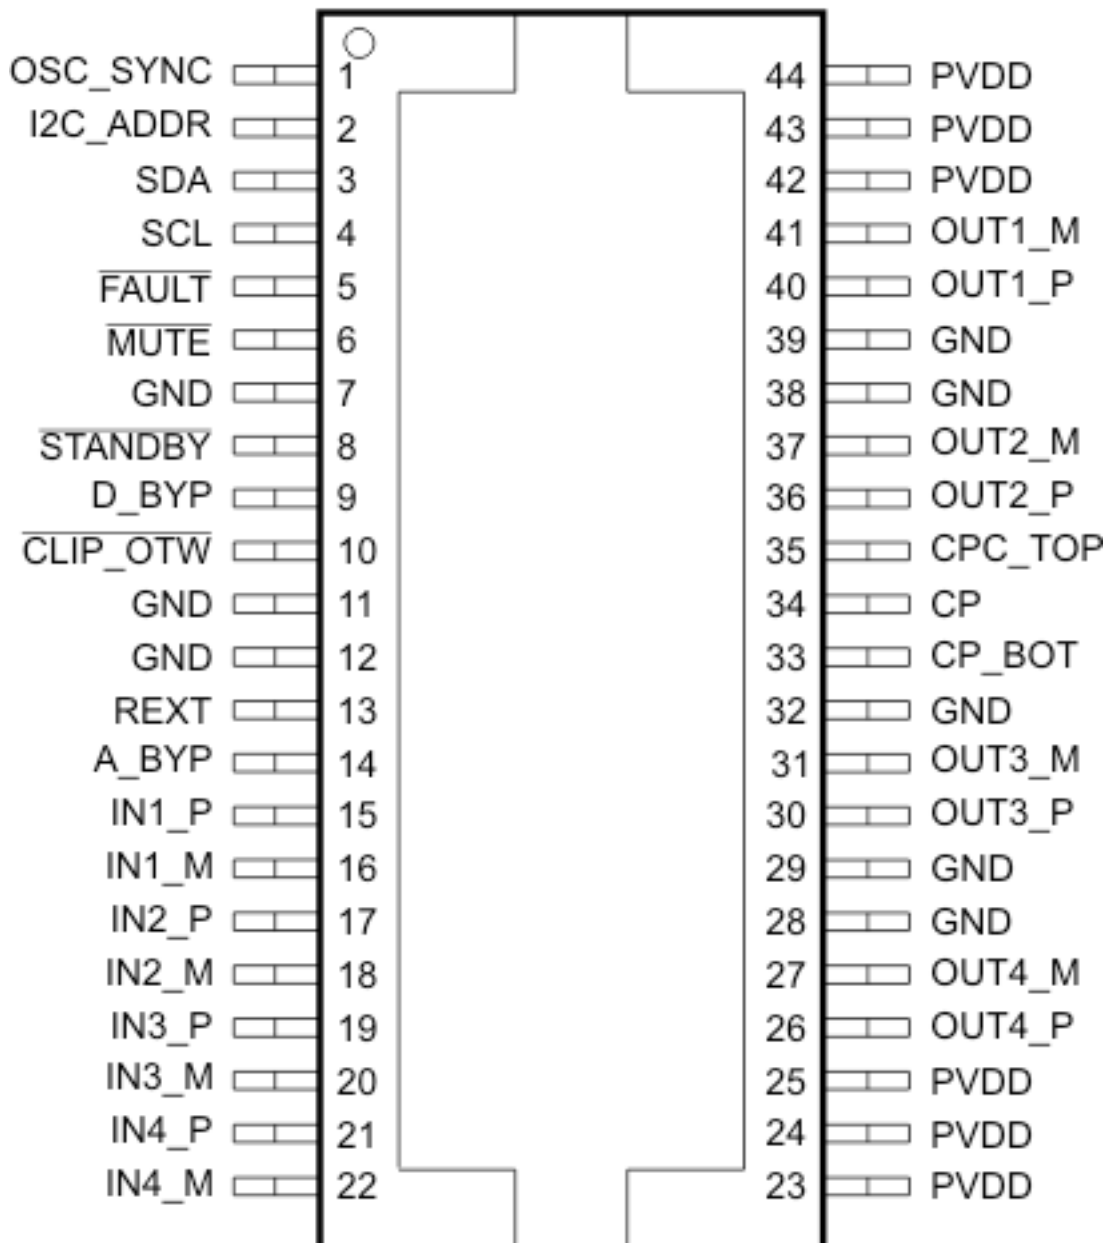 OSC_SYNC 1 44 PVDD
I2C_ADDR 2 43 PVDD
SDA 3 42 PVDD
SCL 4 41 OUT1_M
FAULT 5 40 OUT1_P
MUTE 6 39 GND
GND 7 38 GND
STANDBY 8 37 OUT2_M
D_BYP 9 36 OUT2_P
CLIP_OTW 10 35 CPC_TOP
GND 11 34 CP
GND 12 33 CP_BOT
REXT 13 32 GND
A_BYP 14 31 OUT3_M
IN1_P 15 30 OUT3_P
IN1_M 16 29 GND
IN2_P 17 28 GND
IN2_M 18 27 OUT4_M
IN3_P 19 26 OUT4_P
IN3_M 20 25 PVDD
IN4_P 21 24 PVDD
IN4_M 22 23 PVDD